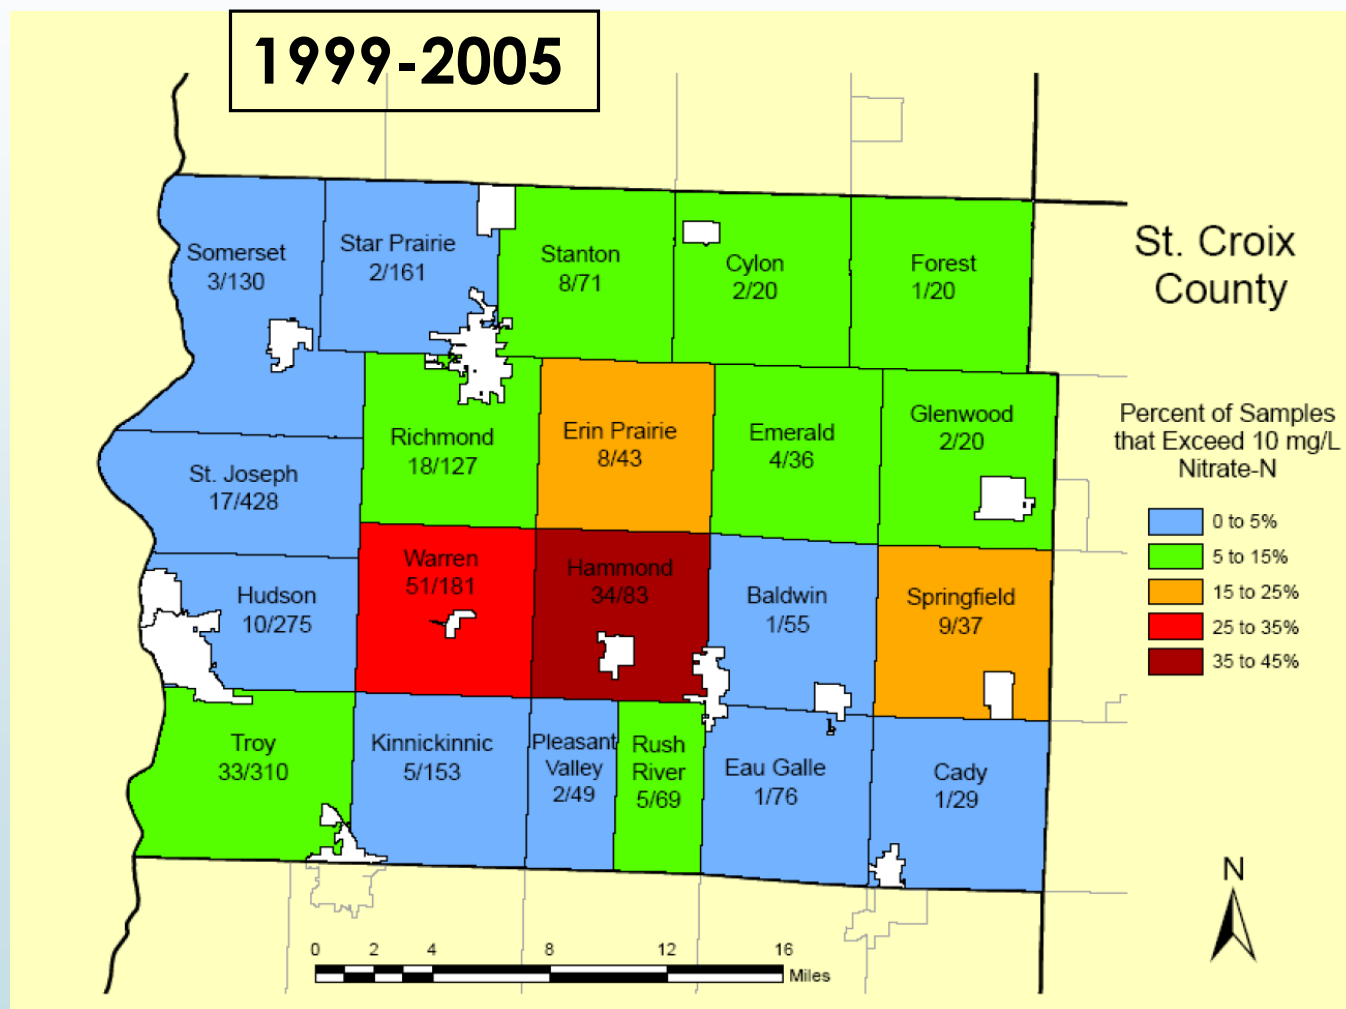 1999-2005
St. Croix
County
Somerset
3/130
Star Prairie
2/161
Stanton
8/71
Cylon
2/20
Forest
1/20
Richmond
18/127
Erin Prairie
8/43
Emerald
4/36
Glenwood
2/20
St. Joseph
17/428
Hudson
10/275
Warren
51/181
Hammond
34/83
Baldwin
1/55
Springfield
9/37
Troy
33/310
Kinnickinnic
5/153
Pleasant
Valley
2/49
Rush
River
5/69
Eau Galle
1/76
Cady
1/29
Percent of Samples
that Exceed 10 mg/L
Nitrate-N
0 to 5%
5 to 15%
15 to 25%
25 to 35%
35 to 45%
N
0 2 4 8 12 16
Miles